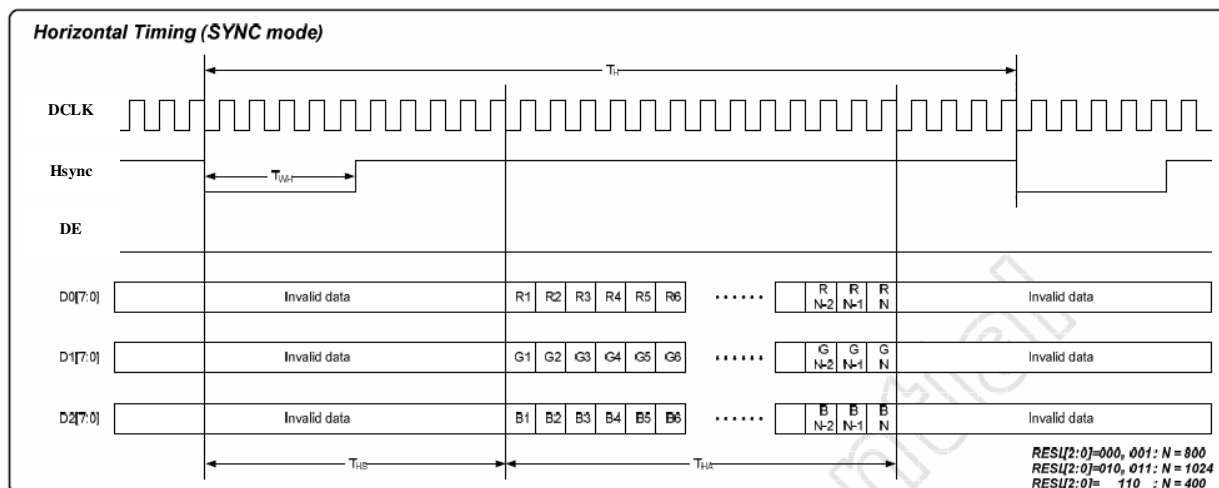 Horizontal Timing (SYNC mode)
TH
DCLK
Hsync
TWH
DE
D0[7:0] Invalid data R1 R2 R3 R4 R5 R6 ...... R N-2 R N-1 R N Invalid data
D1[7:0] Invalid data G1 G2 G3 G4 G5 G6 ...... G N-2 G N-1 G N Invalid data
D2[7:0] Invalid data B1 B2 B3 B4 B5 B6 ...... B N-2 B N-1 B N Invalid data
THS THA
RESL[2:0]=000, 001 : N = 800
RESL[2:0]=010, 011 : N = 1024
RESL[2:0]= 110 : N = 400